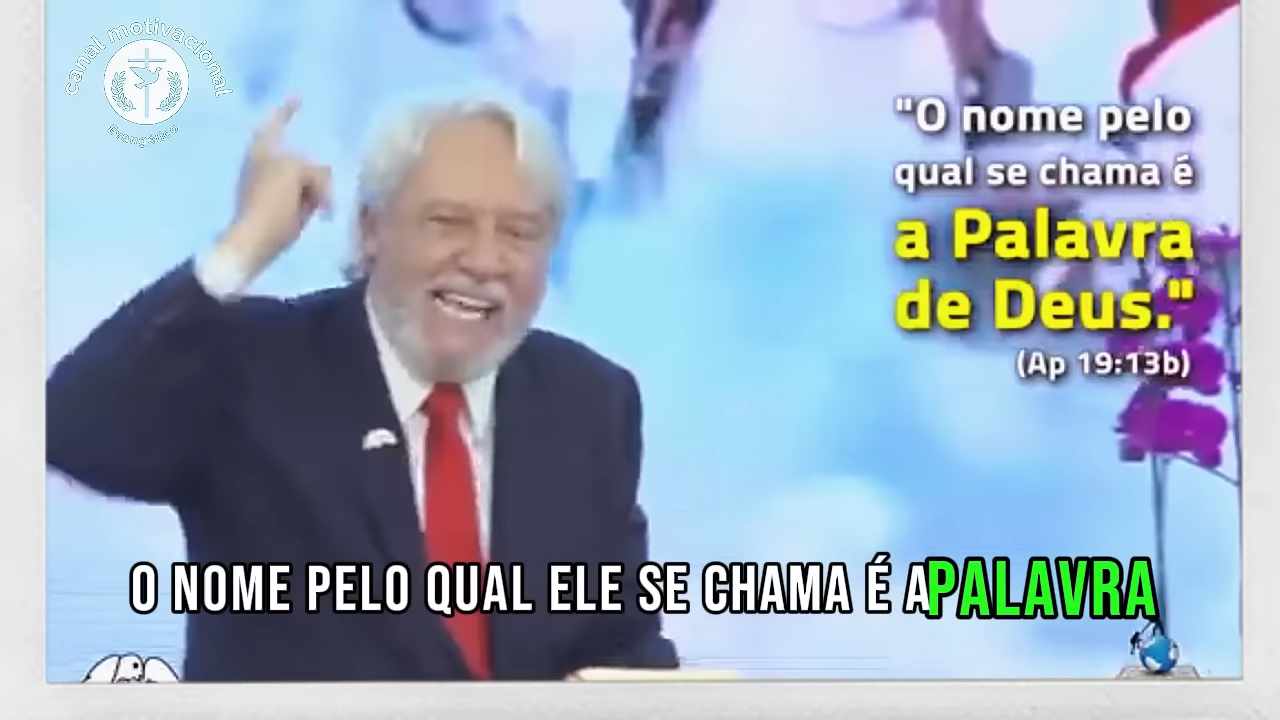 canal motivacional
"O nome pelo
qual se chama é
a Palavra
de Deus."
(Ap 19:13b)
O NOME PELO QUAL ELE SE CHAMA É A PALAVRA